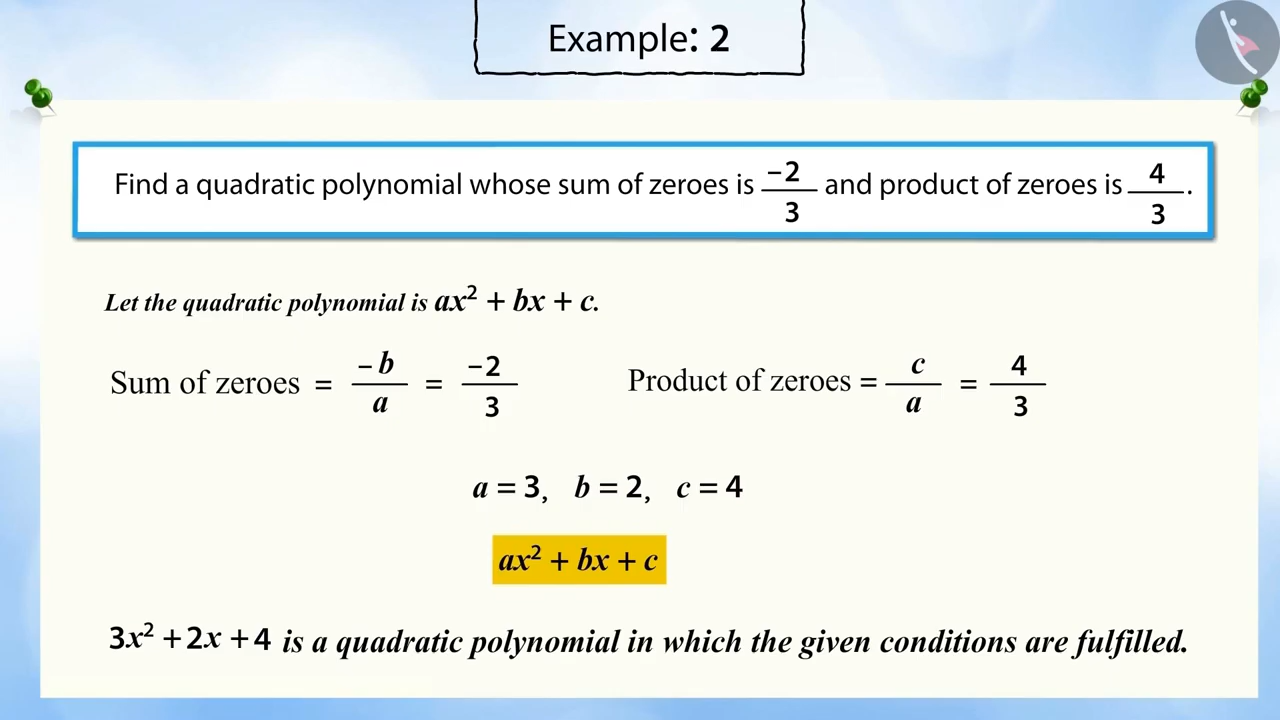 Example: 2
Find a quadratic polynomial whose sum of zeroes is −2/3 and product of zeroes is 4/3.
Let the quadratic polynomial is ax² + bx + c.
Sum of zeroes = −b/a = −2/3 Product of zeroes = c/a = 4/3
a = 3, b = 2, c = 4
ax² + bx + c
3x² + 2x + 4 is a quadratic polynomial in which the given conditions are fulfilled.